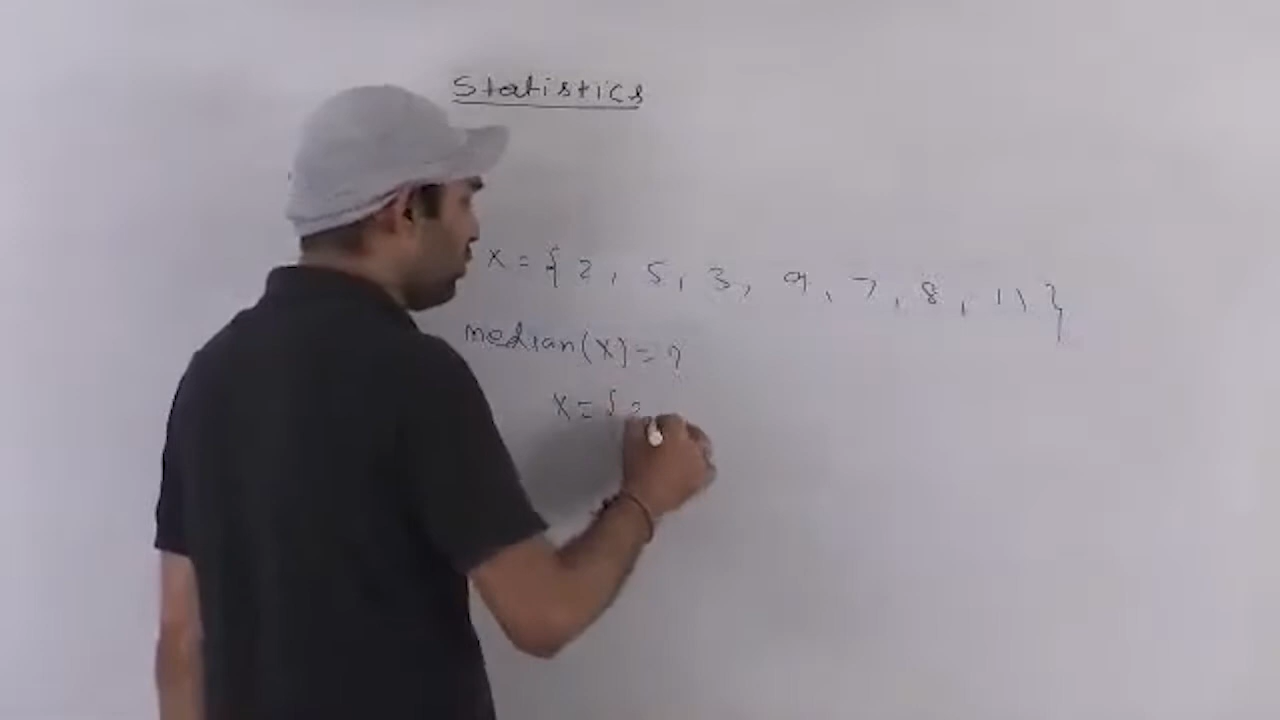 Statistics
X = { 2 , 5 , 3 , 9 , 7 , 8 , 11 }
median(X) = ?
X = { 2,